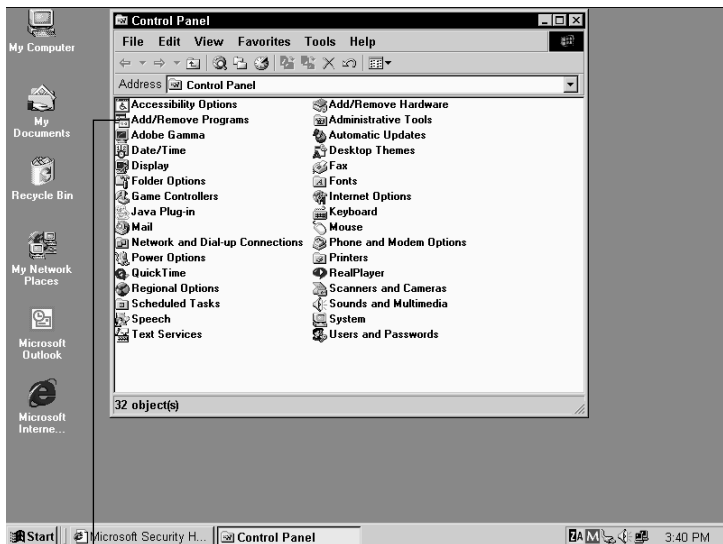 My Computer
My
Documents
Recycle Bin
My Network
Places
Microsoft
Outlook
Microsoft
Interne...
Control Panel
File Edit View Favorites Tools Help
Address Control Panel
Accessibility Options
Add/Remove Programs
Adobe Gamma
Date/Time
Display
Folder Options
Game Controllers
Java Plug-in
Mail
Network and Dial-up Connections
Power Options
QuickTime
Regional Options
Scheduled Tasks
Speech
Text Services
Add/Remove Hardware
Administrative Tools
Automatic Updates
Desktop Themes
Fax
Fonts
Internet Options
Keyboard
Mouse
Phone and Modem Options
Printers
RealPlayer
Scanners and Cameras
Sounds and Multimedia
System
Users and Passwords
32 object(s)
Start Microsoft Security H... Control Panel ZA M 3:40 PM